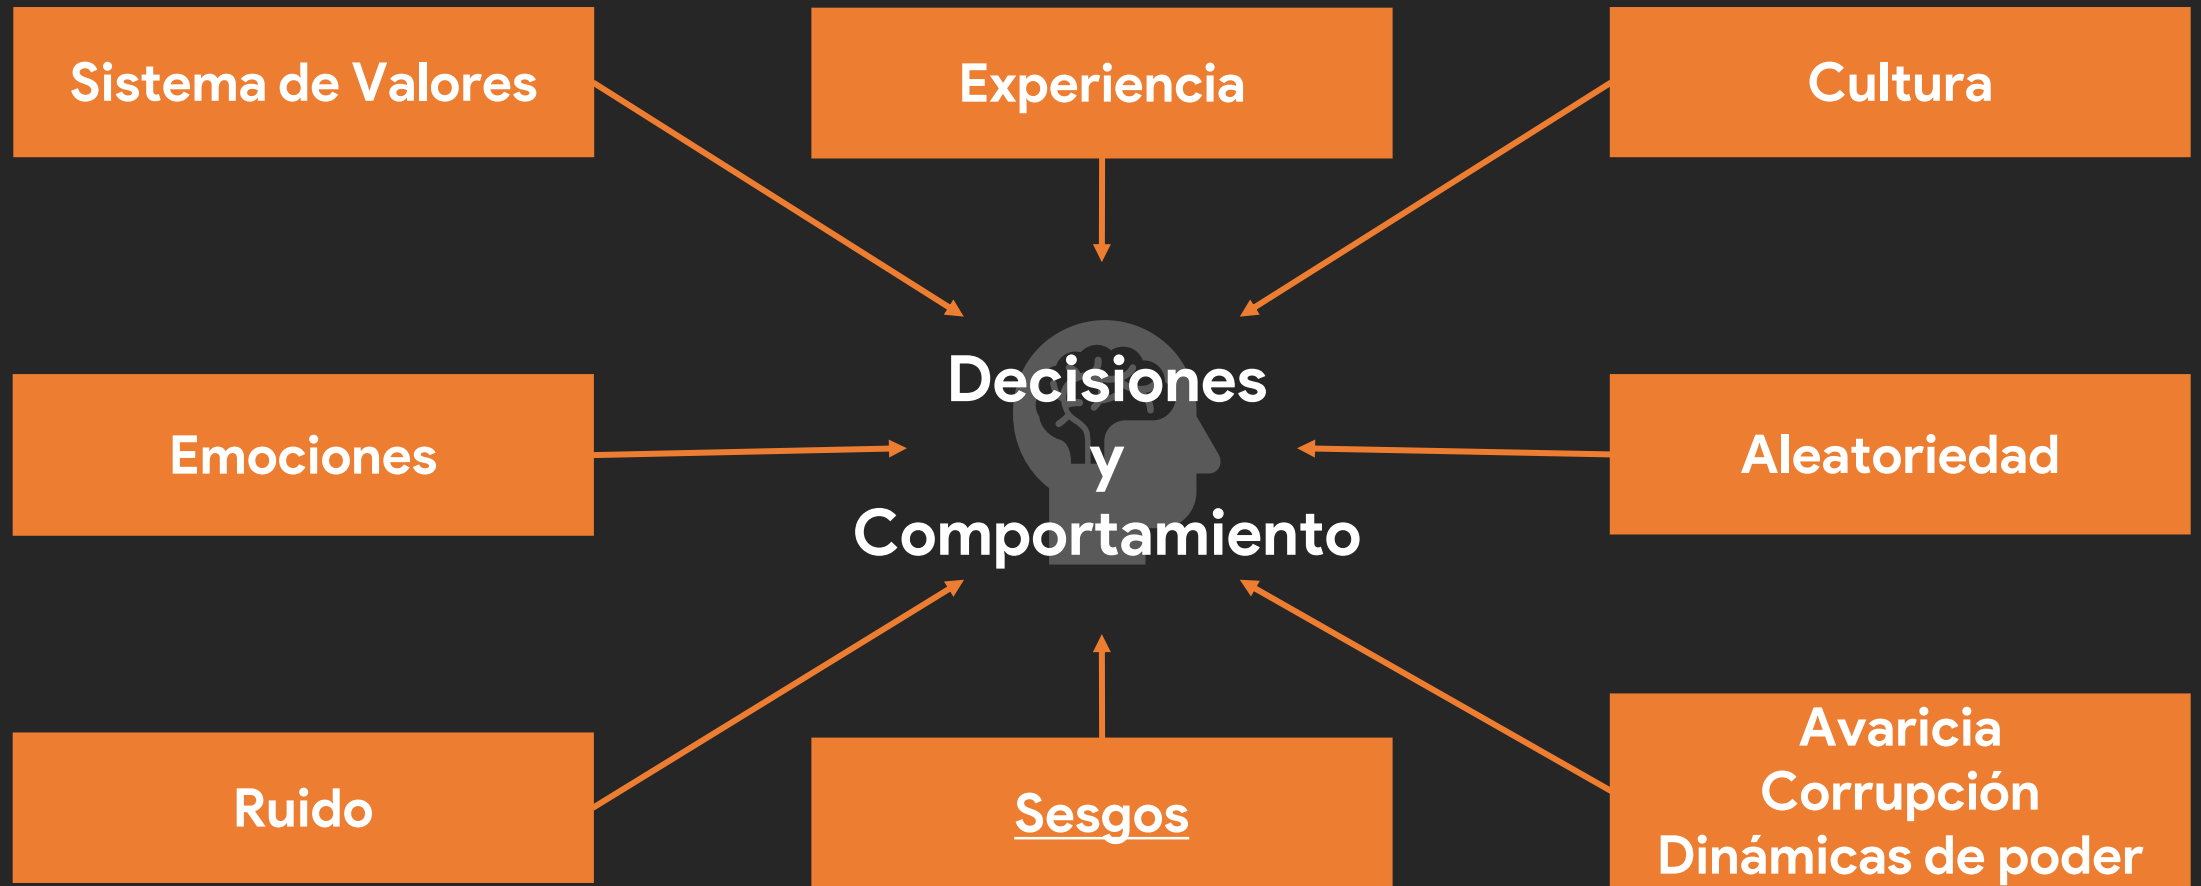 Sistema de Valores
Experiencia
Cultura
Decisiones
y
Comportamiento
Emociones
Aleatoriedad
Ruido
Sesgos
Avaricia
Corrupción
Dinámicas de poder